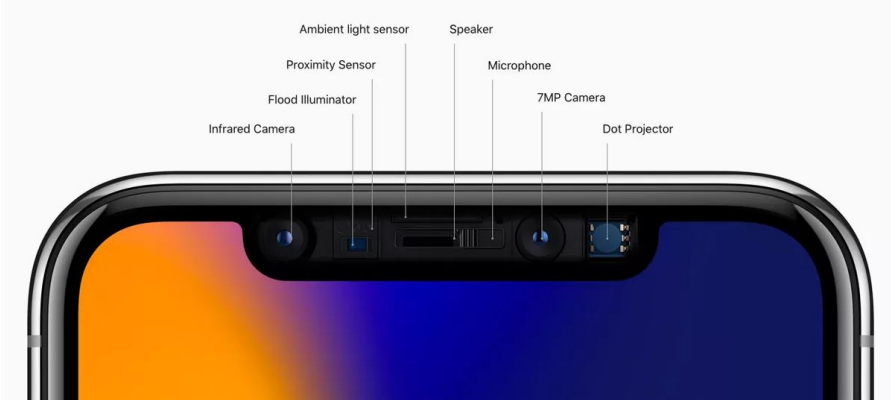 Ambient light sensor
Speaker
Proximity Sensor
Microphone
Flood Illuminator
7MP Camera
Infrared Camera
Dot Projector